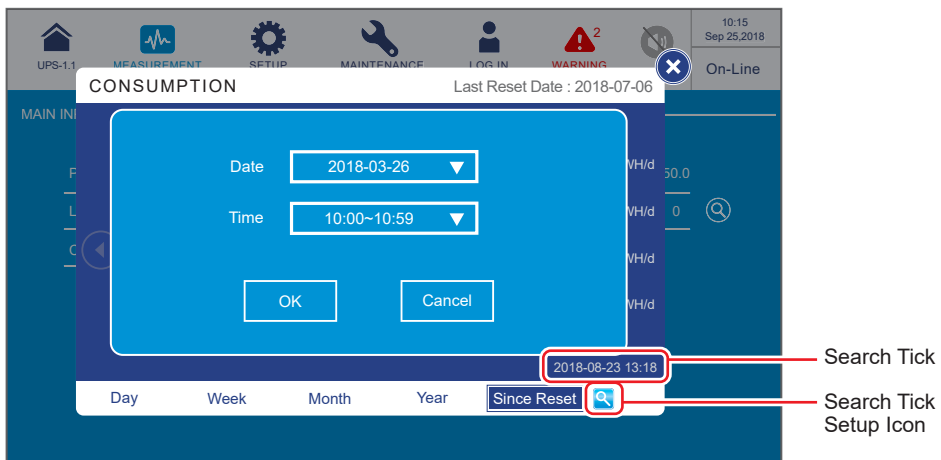 2
10:15
Sep 25,2018
UPS-1.1
MEASUREMENT
SETUP
MAINTENANCE
LOG IN
WARNING
On-Line
CONSUMPTION
Last Reset Date : 2018-07-06
MAIN IN
Date
2018-03-26
WH/d
50.0
Time
10:00~10:59
WH/d
0
WH/d
OK
Cancel
WH/d
2018-08-23 13:18
Search Tick
Day
Week
Month
Year
Since Reset
Search Tick
Setup Icon